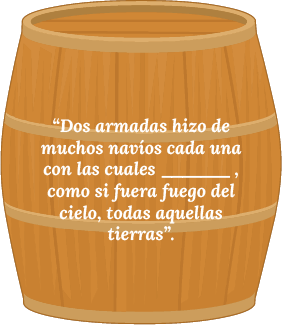 “Dos armadas hizo de
muchos navíos cada una
con las cuales ________ ,
como si fuera fuego del
cielo, todas aquellas
tierras”.